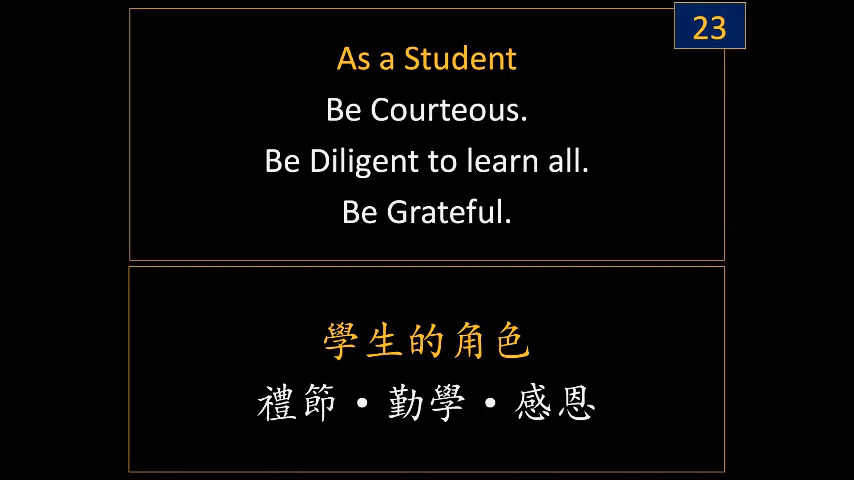 23
As a Student
Be Courteous.
Be Diligent to learn all.
Be Grateful.
學生的角色
禮節•勤學•感恩